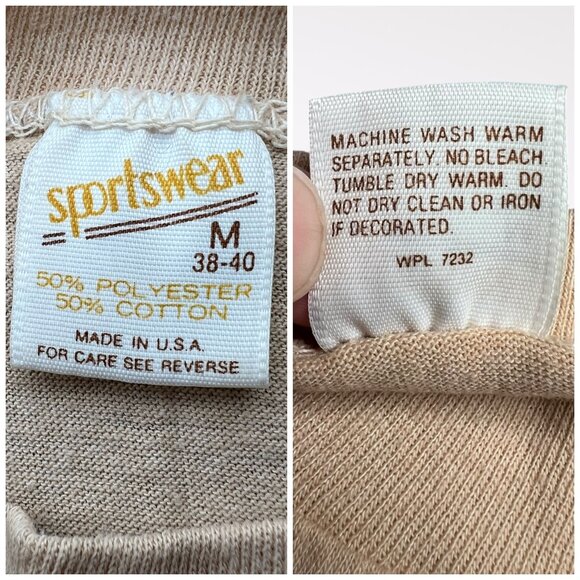 sportswear
M
38-40
50% POLYESTER
50% COTTON
MADE IN U.S.A.
FOR CARE SEE REVERSE
MACHINE WASH WARM
SEPARATELY. NO BLEACH.
TUMBLE DRY WARM. DO
NOT DRY CLEAN OR IRON
IF DECORATED.
WPL 7232